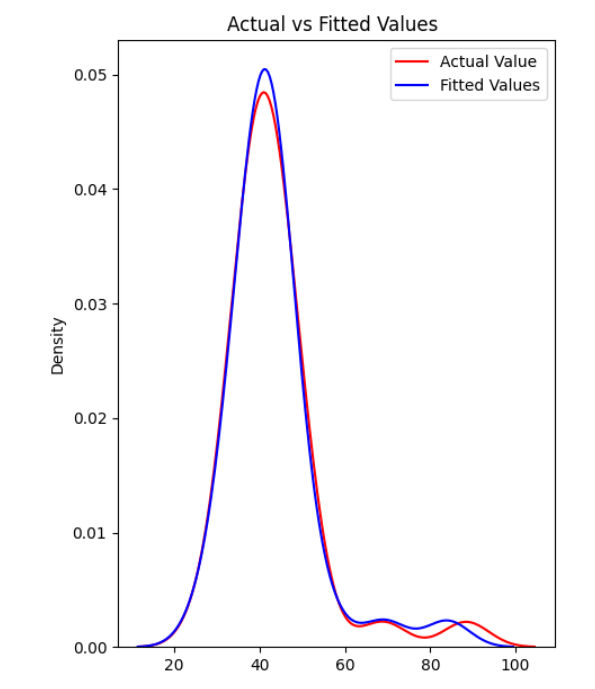 Actual vs Fitted Values
Actual Value
Fitted Values
0.05
0.04
0.03
0.02
0.01
0.00
Density
20 40 60 80 100